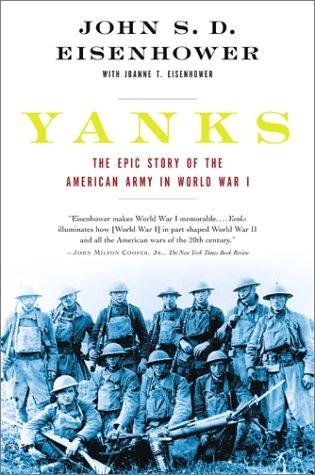 JOHN S. D.
EISENHOWER
WITH JOANNE T. EISENHOWER
YANKS
THE EPIC STORY OF THE
AMERICAN ARMY IN WORLD WAR I
"Eisenhower makes World War I memorable.... Yanks
illuminates how [World War I] in part shaped World War II
and all the American wars of the 20th century."
—JOHN MILTON COOPER, JR., The New York Times Book Review